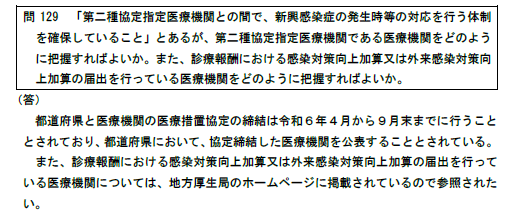 問 129　「第二種協定指定医療機関との間で、新興感染症の発生時等の対応を行う体制
を確保していること」とあるが、第二種協定指定医療機関である医療機関をどのよう
に把握すればよいか。また、診療報酬における感染対策向上加算又は外来感染対策向
上加算の届出を行っている医療機関をどのように把握すればよいか。
（答）
都道府県と医療機関の医療措置協定の締結は令和６年４月から９月末までに行うこと
とされており、都道府県において、協定締結した医療機関を公表することとされている。
また、診療報酬における感染対策向上加算又は外来感染対策向上加算の届出を行って
いる医療機関については、地方厚生局のホームページに掲載されているので参照された
い。